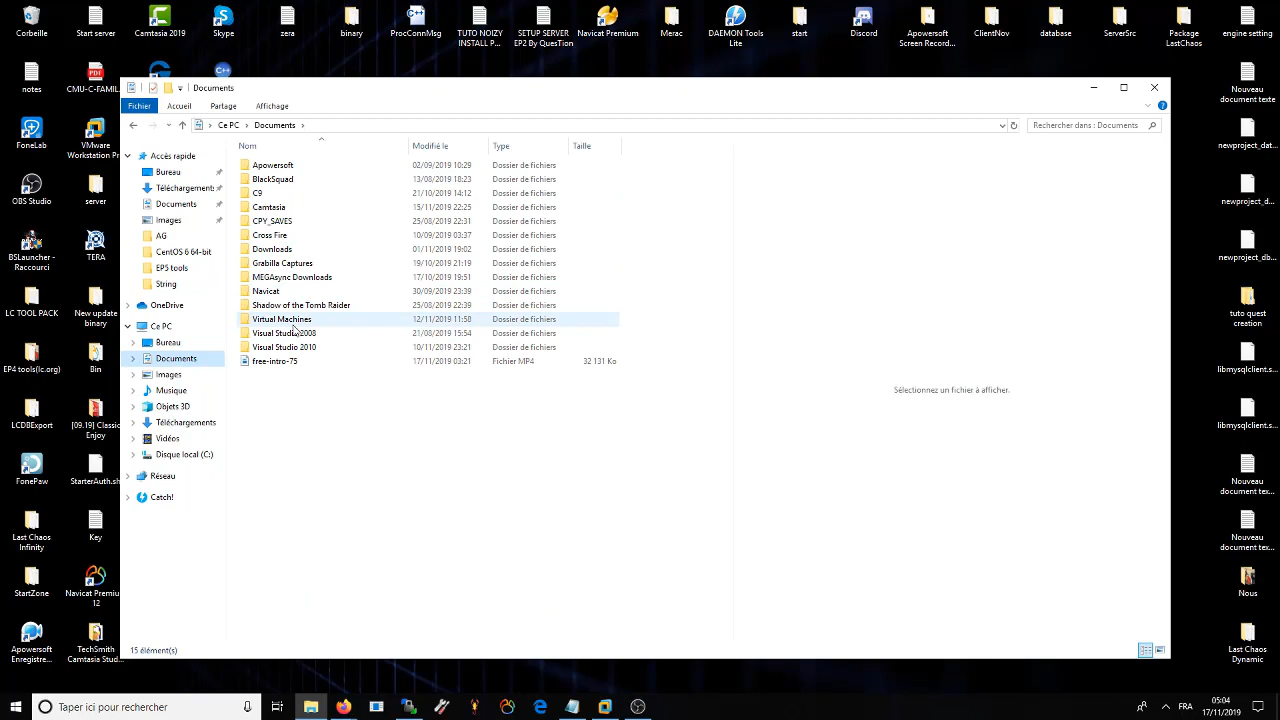 Corbeille
Start server
Camtasia 2019
Skype
zera
binary
ProcConnMsg
TUTO NOIZY
INSTALL P...
SETUP SERVER
EP2 By QuesTion
Navicat Premium
Merac
DAEMON Tools
Lite
start
Discord
Apowersoft
Screen Record...
ClientNov
database
ServerSrc
Package
LastChaos
engine setting
notes
CMU-C-FAMIL
FoneLab
VMware
Workstation Pr
OBS Studio
server
BSLauncher -
Raccourci
TERA
LC TOOL PACK
New update
binary
EP4 tools(lc.org)
Bin
LCDBExport
[09.19] Classic
Enjoy
FonePaw
StarterAuth.sh
Last Chaos
Infinity
Key
StartZone
Navicat Premiu
12
Apowersoft
Enregistre...
TechSmith
Camtasia Stud...
Documents
Fichier
Accueil
Partage
Affichage
Ce PC
Documents
Rechercher dans : Documents
Accès rapide
Bureau
Téléchargements
Documents
Images
AG
CentOS 6 64-bit
EP5 tools
String
OneDrive
Ce PC
Bureau
Documents
Images
Musique
Objets 3D
Téléchargements
Vidéos
Disque local (C:)
Réseau
Catch!
Nom Modifié le Type Taille
Apowersoft 02/09/2019 10:29 Dossier de fichiers
BlackSquad 13/08/2019 18:23 Dossier de fichiers
C9 21/10/2019 14:12 Dossier de fichiers
Camtasia 15/11/2019 22:25 Dossier de fichiers
CPY_SAVES 25/08/2019 22:31 Dossier de fichiers
Cross Fire 10/09/2019 03:37 Dossier de fichiers
Downloads 01/11/2019 19:02 Dossier de fichiers
Grabilla Captures 19/10/2019 21:19 Dossier de fichiers
MEGAsync Downloads 17/10/2019 19:51 Dossier de fichiers
Navicat 30/09/2019 23:39 Dossier de fichiers
Shadow of the Tomb Raider 25/08/2019 22:39 Dossier de fichiers
Virtual Machines 12/11/2019 11:58 Dossier de fichiers
Visual Studio 2008 21/08/2019 15:54 Dossier de fichiers
Visual Studio 2010 10/11/2019 23:21 Dossier de fichiers
free-intro-75 17/11/2019 03:21 Fichier MP4 32 131 Ko
Sélectionnez un fichier à afficher.
15 élément(s)
Nouveau
document texte
newproject_dat...
newproject_d...
newproject_db...
tuto quest
creation
libmysqlclient.s...
libmysqlclient.s...
Nouveau
document tex...
Nouveau
document tex...
Nous
Last Chaos
Dynamic
Taper ici pour rechercher
FRA
05:04
17/11/2019